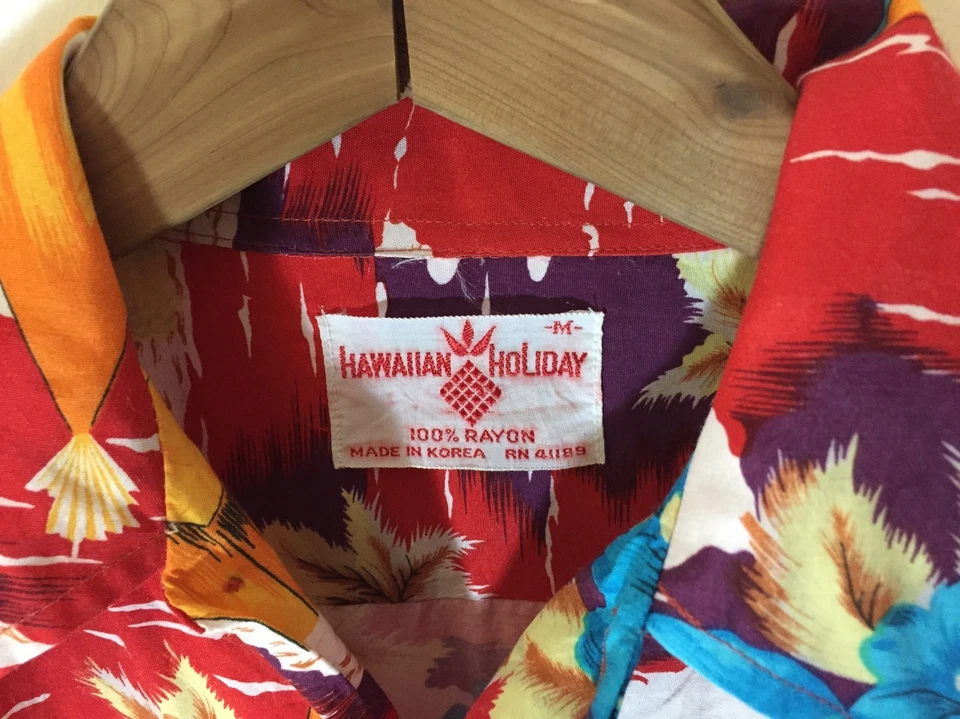 -M-
HAWAIIAN HOLIDAY
100% RAYON
MADE IN KOREA RN 41189